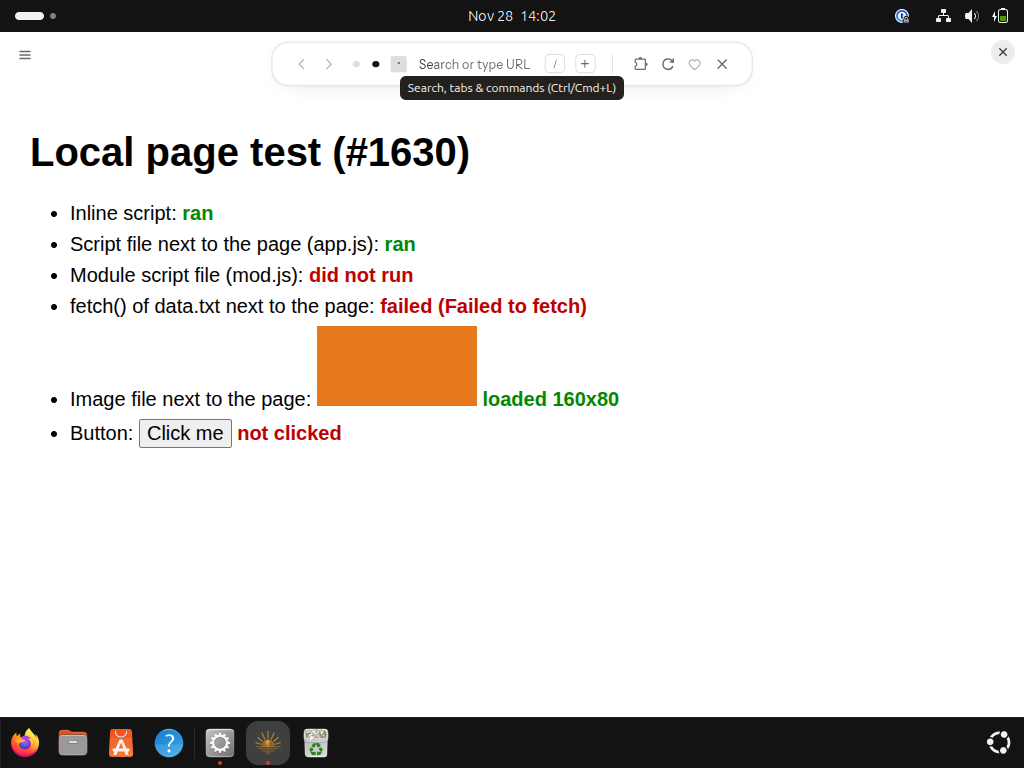 Nov 28 14:02
Search or type URL / +
Search, tabs & commands (Ctrl/Cmd+L)
Local page test (#1630)
Inline script: ran
Script file next to the page (app.js): ran
Module script file (mod.js): did not run
fetch() of data.txt next to the page: failed (Failed to fetch)
Image file next to the page: loaded 160x80
Button: Click me not clicked